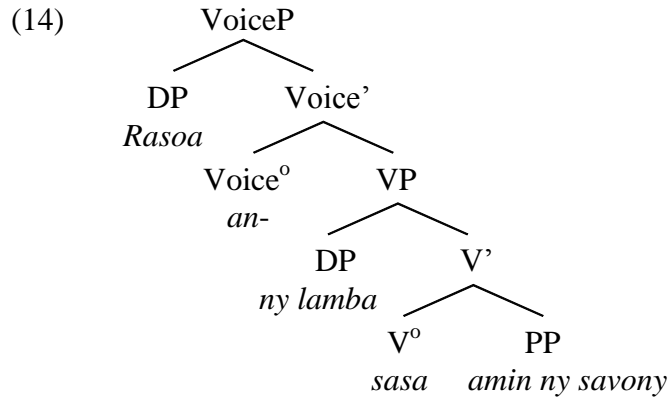 (14) VoiceP
DP Voice’
Rasoa
Voiceᵒ VP
an-
DP V’
ny lamba
Vᵒ PP
sasa amin ny savony